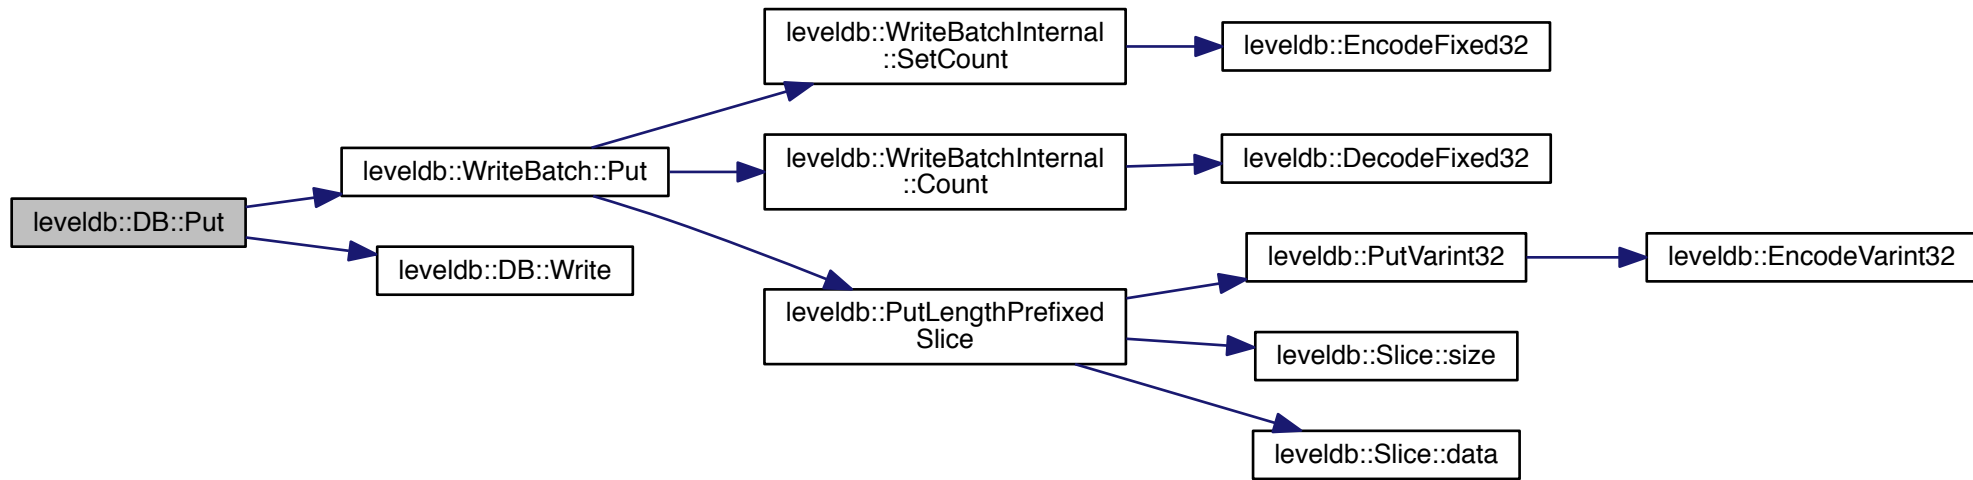 leveldb::DB::Put
leveldb::WriteBatch::Put
leveldb::DB::Write
leveldb::WriteBatchInternal
::SetCount
leveldb::WriteBatchInternal
::Count
leveldb::PutLengthPrefixed
Slice
leveldb::EncodeFixed32
leveldb::DecodeFixed32
leveldb::PutVarint32
leveldb::Slice::size
leveldb::Slice::data
leveldb::EncodeVarint32